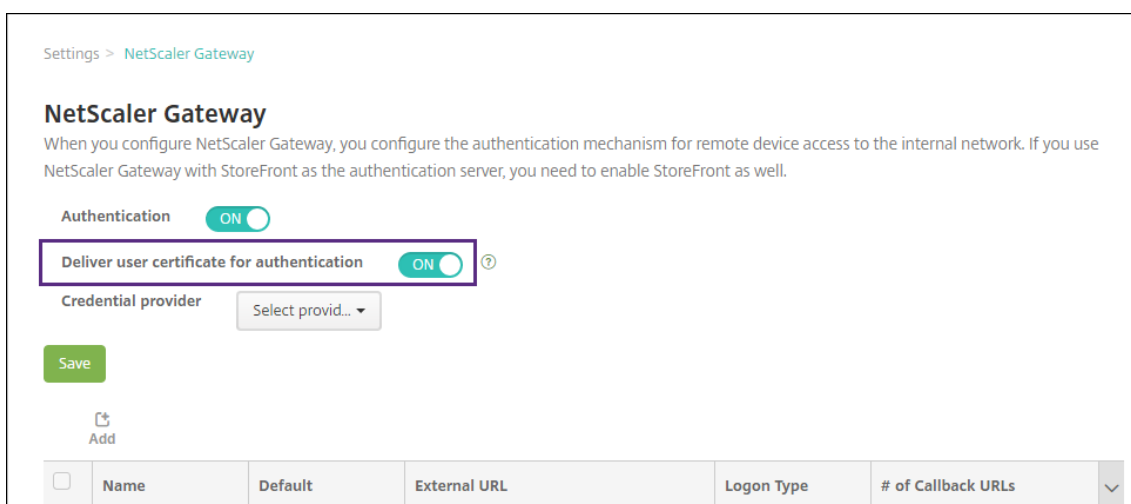 Settings > NetScaler Gateway
NetScaler Gateway
When you configure NetScaler Gateway, you configure the authentication mechanism for remote device access to the internal network. If you use
NetScaler Gateway with StoreFront as the authentication server, you need to enable StoreFront as well.
Authentication ON
Deliver user certificate for authentication ON ?
Credential provider Select provid...
Save
Add
Name Default External URL Logon Type # of Callback URLs